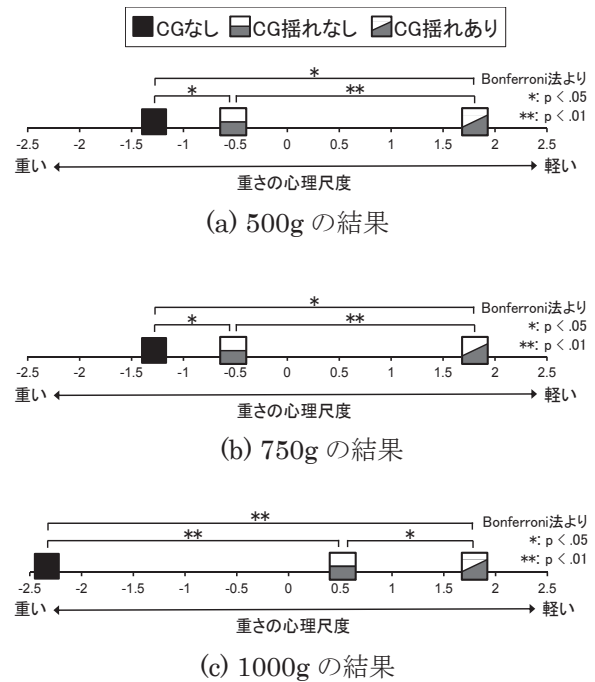 CGなし CG揺れなし CG揺れあり
*
* **
Bonferroni法より
*: p < .05
**: p < .01
-2.5 -2 -1.5 -1 -0.5 0 0.5 1 1.5 2 2.5
重い 軽い
重さの心理尺度
(a) 500g の結果
*
* **
Bonferroni法より
*: p < .05
**: p < .01
-2.5 -2 -1.5 -1 -0.5 0 0.5 1 1.5 2 2.5
重い 軽い
重さの心理尺度
(b) 750g の結果
**
** *
Bonferroni法より
*: p < .05
**: p < .01
-2.5 -2 -1.5 -1 -0.5 0 0.5 1 1.5 2 2.5
重い 軽い
重さの心理尺度
(c) 1000g の結果